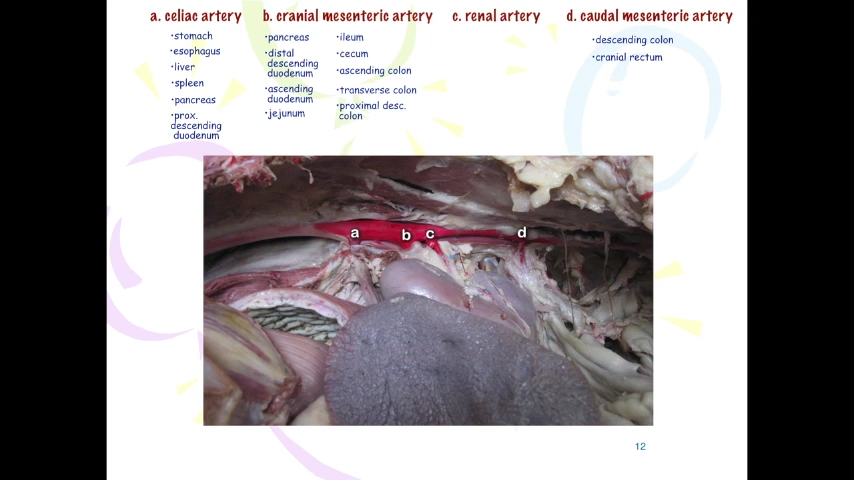 a. celiac artery
b. cranial mesenteric artery
c. renal artery
d. caudal mesenteric artery
•stomach
•esophagus
•liver
•spleen
•pancreas
•prox.
descending
duodenum
•pancreas
•distal
descending
duodenum
•ascending
duodenum
•jejunum
•ileum
•cecum
•ascending colon
•transverse colon
•proximal desc.
colon
•descending colon
•cranial rectum
a
b
c
d
12